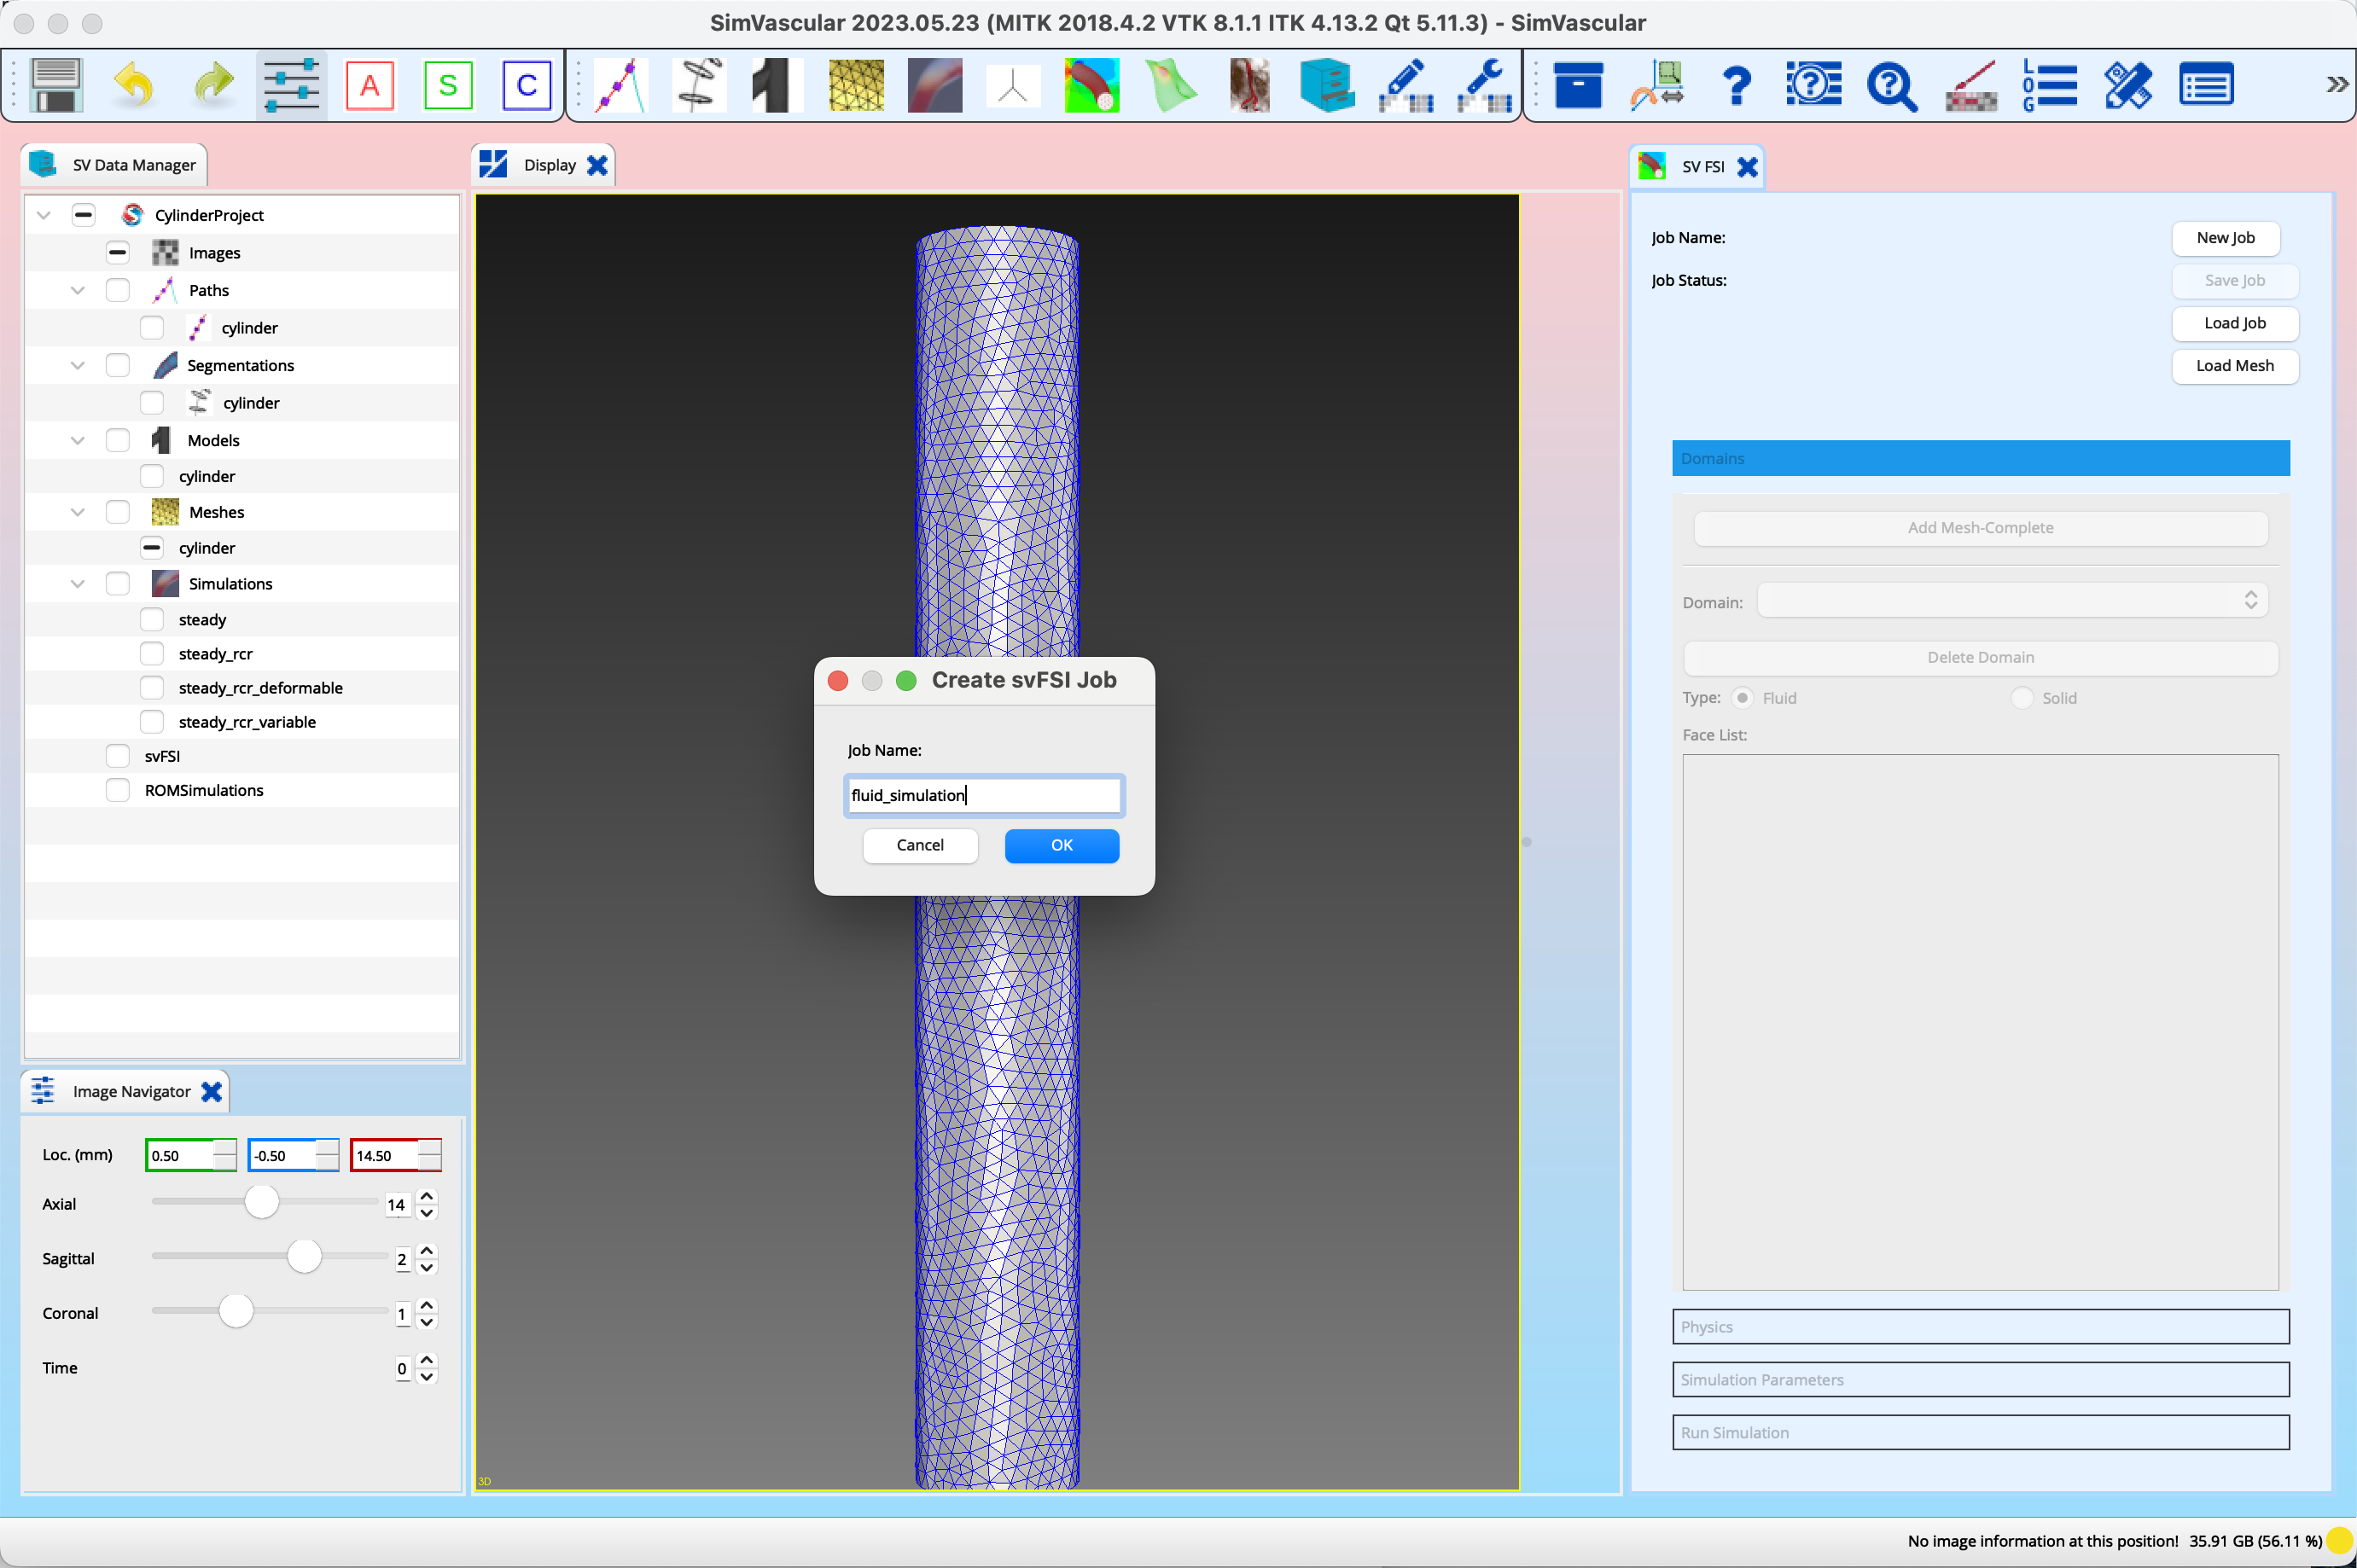 SimVascular 2023.05.23 (MITK 2018.4.2 VTK 8.1.1 ITK 4.13.2 Qt 5.11.3) - SimVascular
A S C
LOG
SV Data Manager
CylinderProject
Images
Paths
cylinder
Segmentations
cylinder
Models
cylinder
Meshes
cylinder
Simulations
steady
steady_rcr
steady_rcr_deformable
steady_rcr_variable
svFSI
ROMSimulations
Image Navigator
Loc. (mm) 0.50 -0.50 14.50
Axial 14
Sagittal 2
Coronal 1
Time 0
Display
3D
Create svFSI Job
Job Name:
fluid_simulation
Cancel OK
SV FSI
Job Name: New Job
Job Status: Save Job
Load Job
Load Mesh
Domains
Add Mesh-Complete
Domain:
Delete Domain
Type: Fluid Solid
Face List:
Physics
Simulation Parameters
Run Simulation
No image information at this position! 35.91 GB (56.11 %)